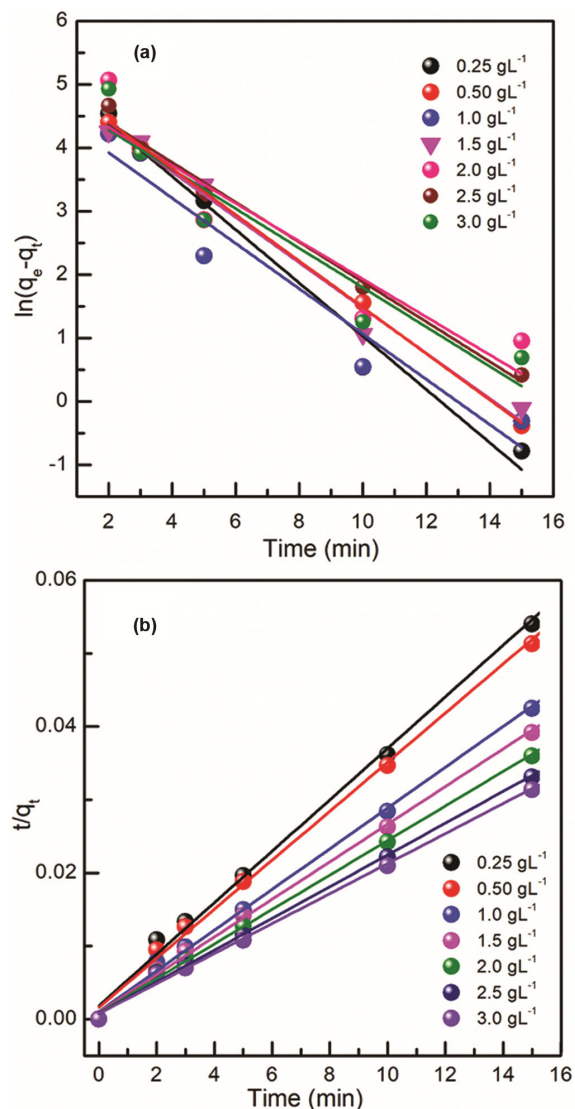 (a)
ln(qe-qt)
6
5
4
3
2
1
0
-1
2 4 6 8 10 12 14 16
Time (min)
0.25 gL-1
0.50 gL-1
1.0 gL-1
1.5 gL-1
2.0 gL-1
2.5 gL-1
3.0 gL-1
(b)
t/qt
0.06
0.04
0.02
0.00
0 2 4 6 8 10 12 14 16
Time (min)
0.25 gL-1
0.50 gL-1
1.0 gL-1
1.5 gL-1
2.0 gL-1
2.5 gL-1
3.0 gL-1